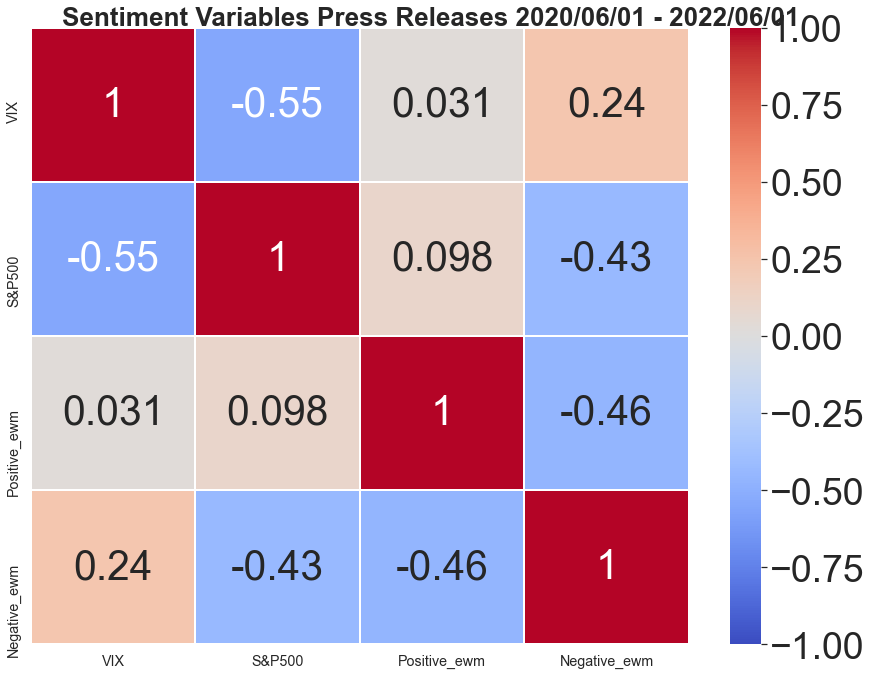 Sentiment Variables Press Releases 2020/06/01 - 2022/06/01
VIX 1 -0.55 0.031 0.24
S&P500 -0.55 1 0.098 -0.43
Positive_ewm 0.031 0.098 1 -0.46
Negative_ewm 0.24 -0.43 -0.46 1
VIX S&P500 Positive_ewm Negative_ewm
1.00
0.75
0.50
0.25
0.00
−0.25
−0.50
−0.75
−1.00